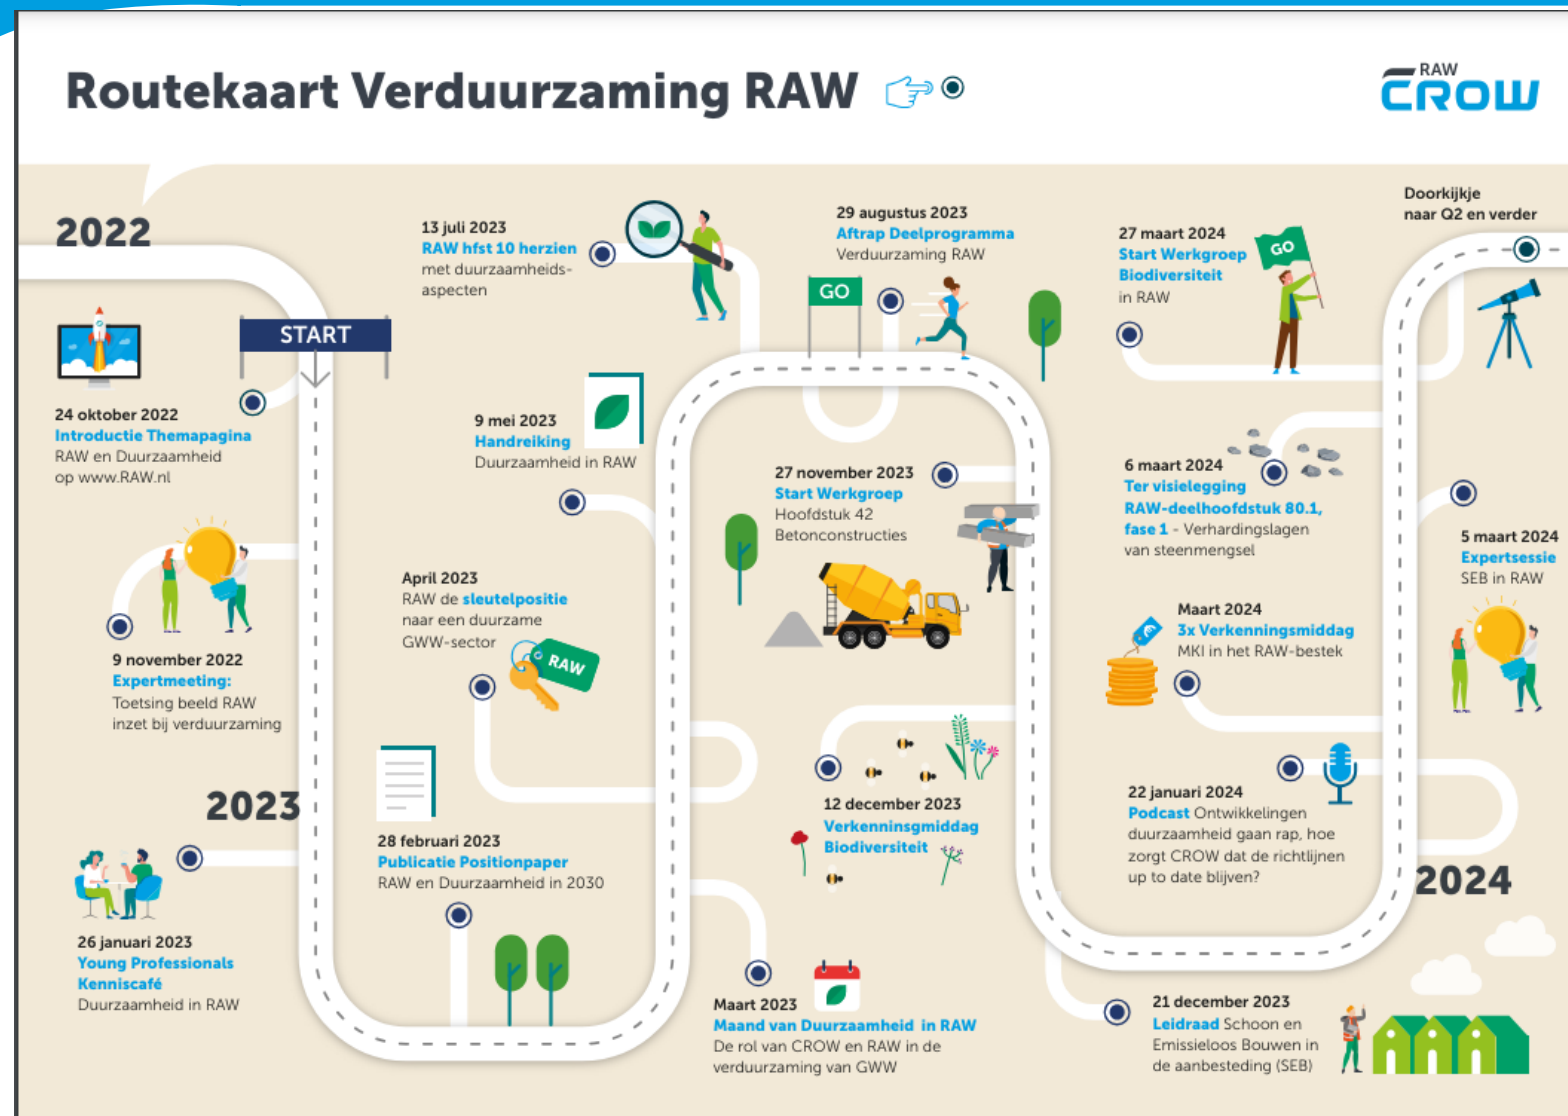 Routekaart Verduurzaming RAW
RAW
CROW
2022
START
24 oktober 2022
Introductie Themapagina
RAW en Duurzaamheid
op www.RAW.nl
9 november 2022
Expertmeeting:
Toetsing beeld RAW
inzet bij verduurzaming
2023
26 januari 2023
Young Professionals
Kenniscafé
Duurzaamheid in RAW
28 februari 2023
Publicatie Positionpaper
RAW en Duurzaamheid in 2030
Maart 2023
Maand van Duurzaamheid in RAW
De rol van CROW en RAW in de
verduurzaming van GWW
April 2023
RAW de sleutelpositie
naar een duurzame
GWW-sector
RAW
9 mei 2023
Handreiking
Duurzaamheid in RAW
13 juli 2023
RAW hfst 10 herzien
met duurzaamheids-
aspecten
29 augustus 2023
Aftrap Deelprogramma
Verduurzaming RAW
GO
27 november 2023
Start Werkgroep
Hoofdstuk 42
Betonconstructies
12 december 2023
Verkenninsgmiddag
Biodiversiteit
21 december 2023
Leidraad Schoon en
Emissieloos Bouwen in
de aanbesteding (SEB)
2024
22 januari 2024
Podcast Ontwikkelingen
duurzaamheid gaan rap, hoe
zorgt CROW dat de richtlijnen
up to date blijven?
Maart 2024
3x Verkenningsmiddag
MKI in het RAW-bestek
€
5 maart 2024
Expertsessie
SEB in RAW
6 maart 2024
Ter visielegging
RAW-deelhoofdstuk 80.1,
fase 1 - Verhardingslagen
van steenmengsel
27 maart 2024
Start Werkgroep
Biodiversiteit
in RAW
GO
Doorkijkje
naar Q2 en verder